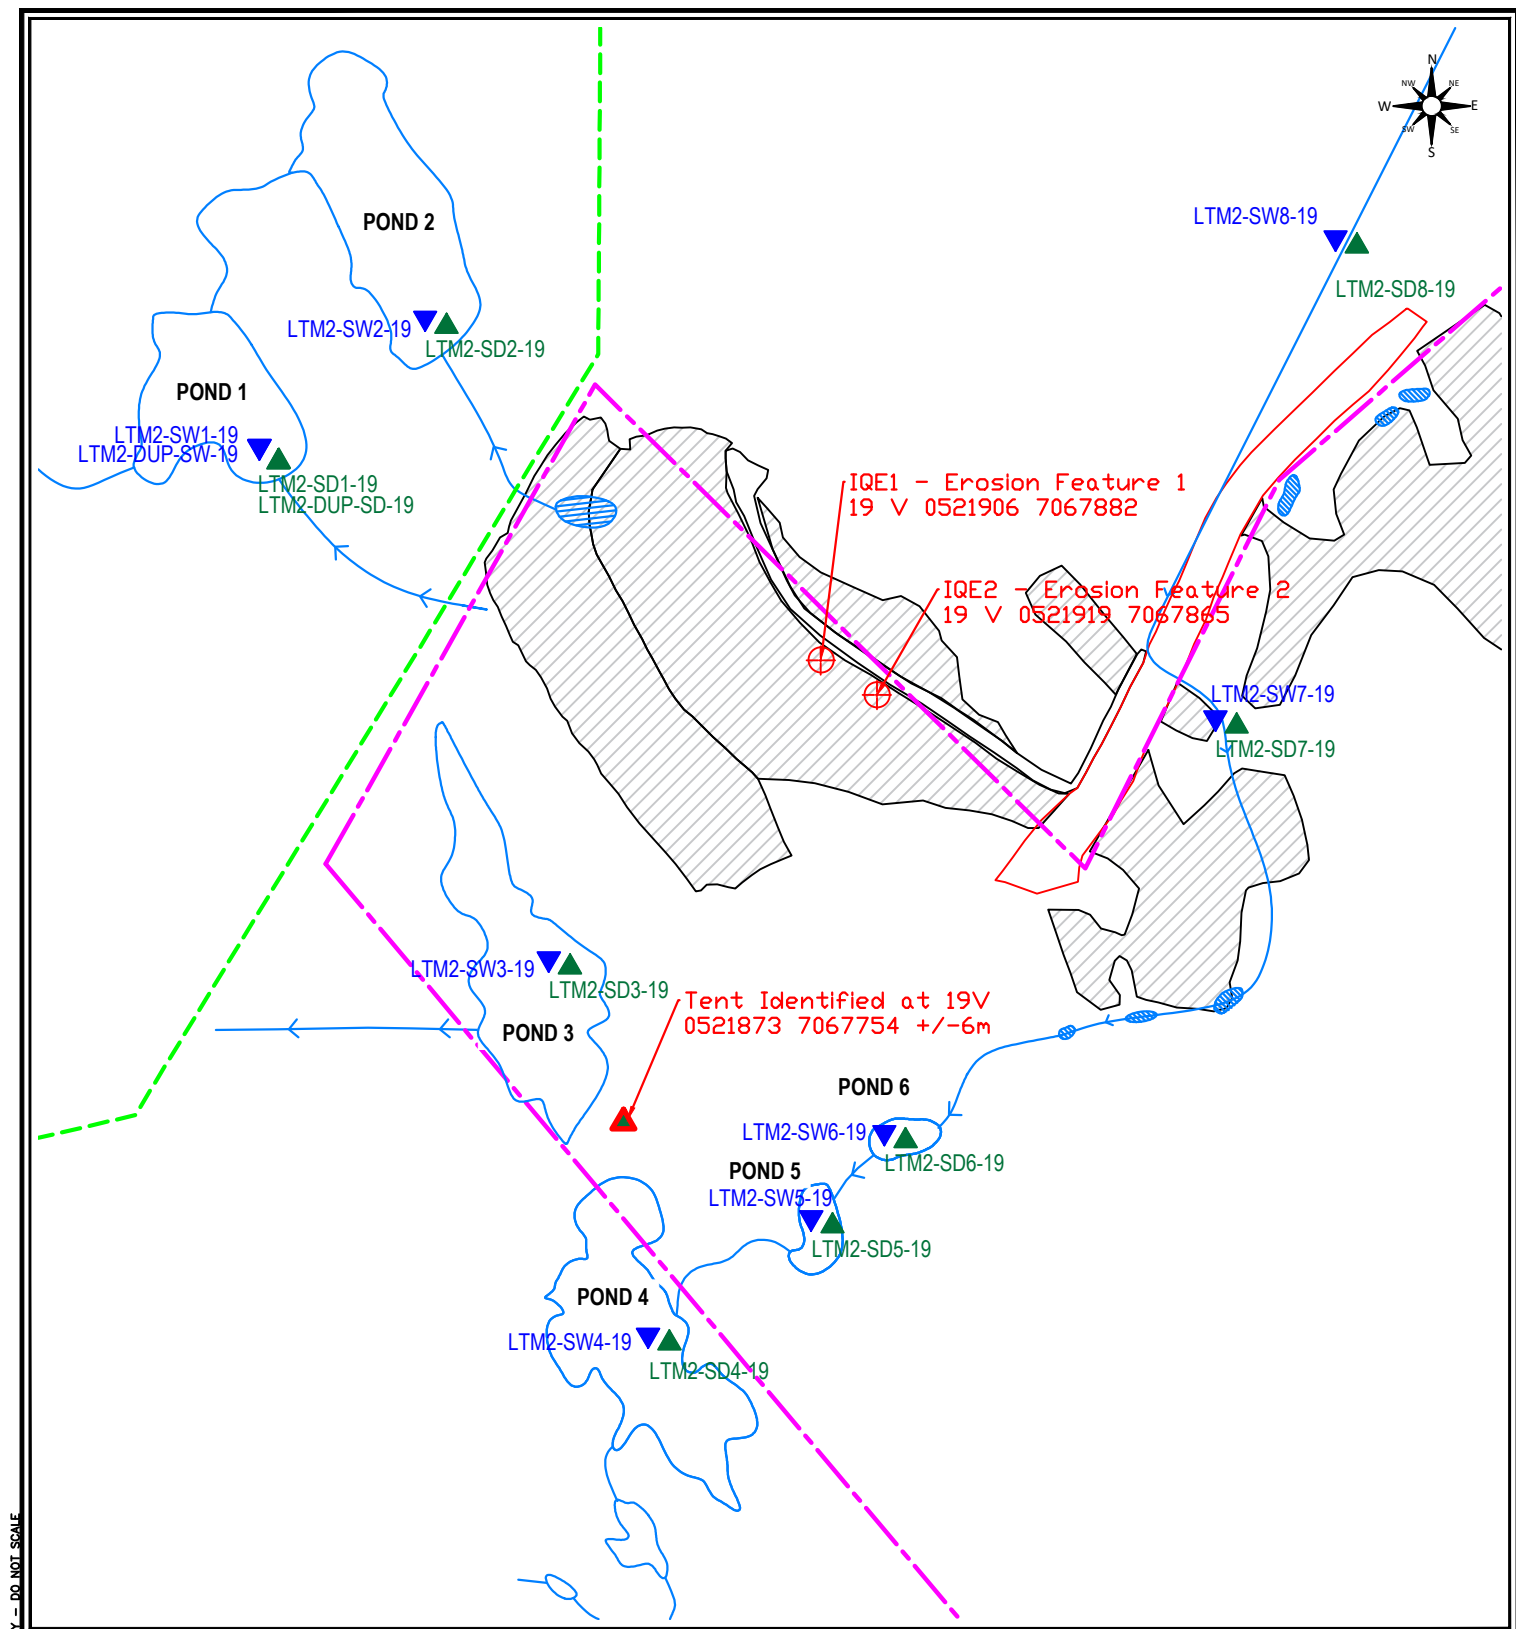 N
NW
NE
W
E
SW
SE
S
POND 2
LTM2-SW8-19
LTM2-SD8-19
LTM2-SW2-19
LTM2-SD2-19
POND 1
LTM2-SW1-19
LTM2-DUP-SW-19
LTM2-SD1-19
LTM2-DUP-SD-19
IQE1 - Erosion Feature 1
19 V 0521906 7067882
IQE2 - Erosion Feature 2
19 V 0521919 7067865
LTM2-SW7-19
LTM2-SD7-19
LTM2-SW3-19
LTM2-SD3-19
POND 3
Tent Identified at 19V
0521873 7067754 +/-6m
POND 6
LTM2-SW6-19
LTM2-SD6-19
POND 5
LTM2-SW5-19
LTM2-SD5-19
POND 4
LTM2-SW4-19
LTM2-SD4-19
Y - DO NOT SCALE